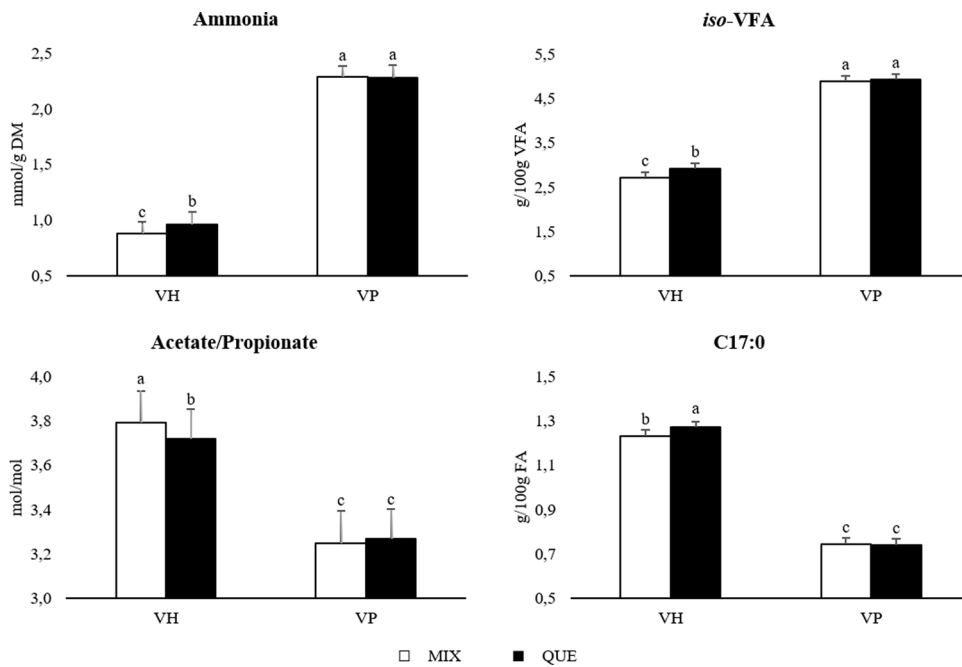 Ammonia
mmol/g DM
2,5
2,0
1,5
1,0
0,5
c
b
a
a
VH
VP
iso-VFA
g/100g VFA
5,5
4,5
3,5
2,5
1,5
0,5
c
b
a
a
VH
VP
Acetate/Propionate
mol/mol
4,0
3,8
3,6
3,4
3,2
3,0
a
b
c
c
VH
VP
C17:0
g/100g FA
1,5
1,3
1,1
0,9
0,7
0,5
b
a
c
c
VH
VP
MIX
QUE